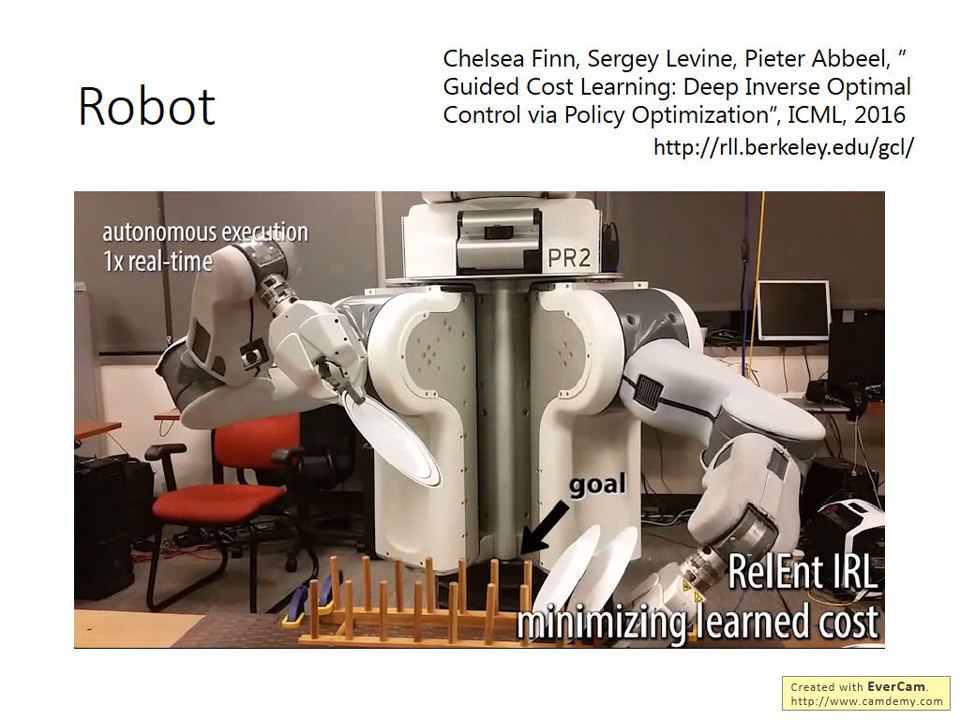 Robot
Chelsea Finn, Sergey Levine, Pieter Abbeel, ”
Guided Cost Learning: Deep Inverse Optimal
Control via Policy Optimization”, ICML, 2016
http://rll.berkeley.edu/gcl/
autonomous execution
1x real-time
PR2
goal
RelEnt IRL
minimizing learned cost
Created with EverCam.
http://www.camdemy.com